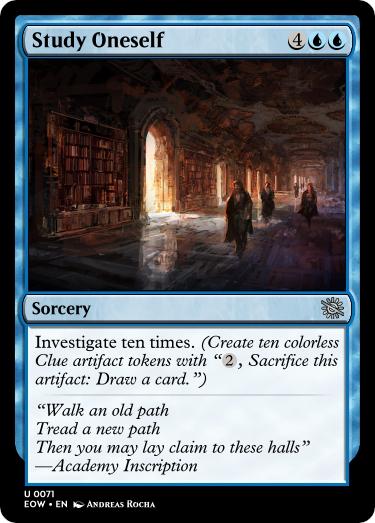 Study Oneself 4
Sorcery
Investigate ten times. (Create ten colorless
Clue artifact tokens with “2, Sacrifice this
artifact: Draw a card.”)
“Walk an old path
Tread a new path
Then you may lay claim to these halls”
—Academy Inscription
U 0071
EOW • EN Andreas Rocha